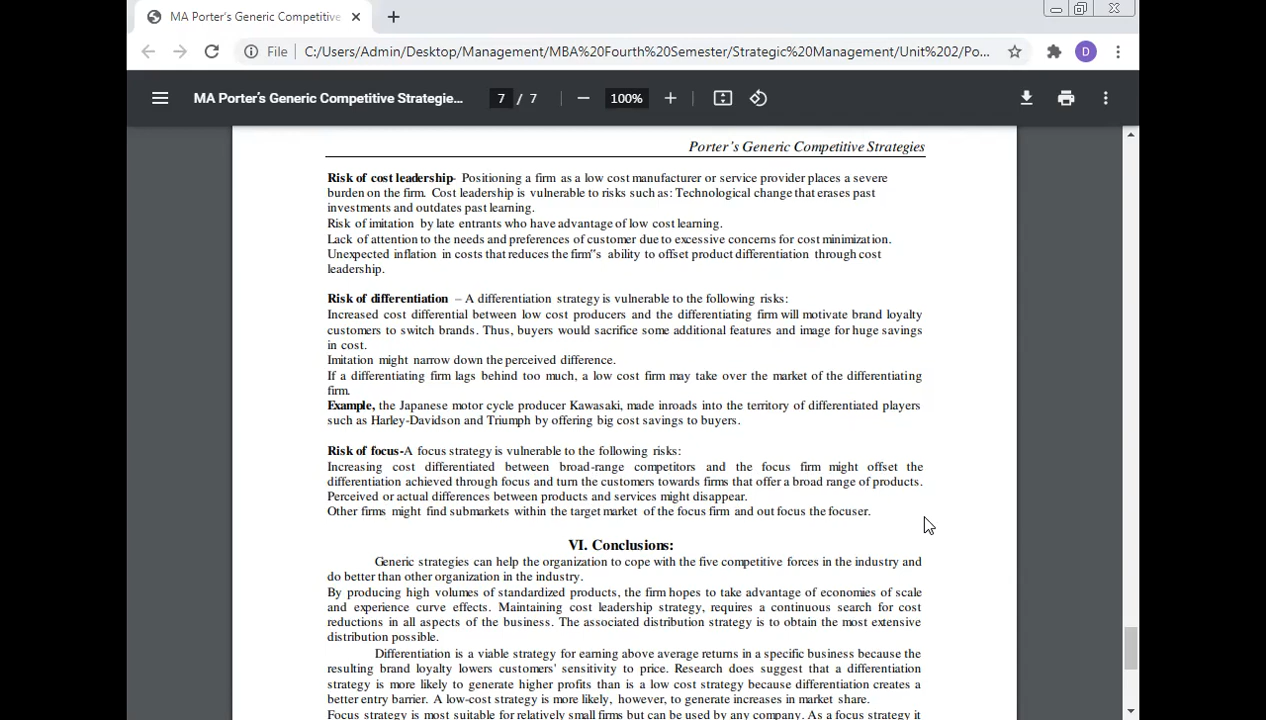 MA Porter's Generic Competitive
File
C:/Users/Admin/Desktop/Management/MBA%20Fourth%20Semester/Strategic%20Management/Unit%202/Po...
D
MA Porter's Generic Competitive Strategie...
7 / 7
100%
Porter's Generic Competitive Strategies
Risk of cost leadership- Positioning a firm as a low cost manufacturer or service provider places a severe
burden on the firm. Cost leadership is vulnerable to risks such as: Technological change that erases past
investments and outdates past learning.
Risk of imitation by late entrants who have advantage of low cost learning.
Lack of attention to the needs and preferences of customer due to excessive concerns for cost minimization.
Unexpected inflation in costs that reduces the firm"s ability to offset product differentiation through cost
leadership.
Risk of differentiation – A differentiation strategy is vulnerable to the following risks:
Increased cost differential between low cost producers and the differentiating firm will motivate brand loyalty
customers to switch brands. Thus, buyers would sacrifice some additional features and image for huge savings
in cost.
Imitation might narrow down the perceived difference.
If a differentiating firm lags behind too much, a low cost firm may take over the market of the differentiating
firm.
Example, the Japanese motor cycle producer Kawasaki, made inroads into the territory of differentiated players
such as Harley-Davidson and Triumph by offering big cost savings to buyers.
Risk of focus-A focus strategy is vulnerable to the following risks:
Increasing cost differentiated between broad-range competitors and the focus firm might offset the
differentiation achieved through focus and turn the customers towards firms that offer a broad range of products.
Perceived or actual differences between products and services might disappear.
Other firms might find submarkets within the target market of the focus firm and out focus the focuser.
VI. Conclusions:
Generic strategies can help the organization to cope with the five competitive forces in the industry and
do better than other organization in the industry.
By producing high volumes of standardized products, the firm hopes to take advantage of economies of scale
and experience curve effects. Maintaining cost leadership strategy, requires a continuous search for cost
reductions in all aspects of the business. The associated distribution strategy is to obtain the most extensive
distribution possible.
Differentiation is a viable strategy for earning above average returns in a specific business because the
resulting brand loyalty lowers customers' sensitivity to price. Research does suggest that a differentiation
strategy is more likely to generate higher profits than is a low cost strategy because differentiation creates a
better entry barrier. A low-cost strategy is more likely, however, to generate increases in market share.
Focus strategy is most suitable for relatively small firms but can be used by any company. As a focus strategy it